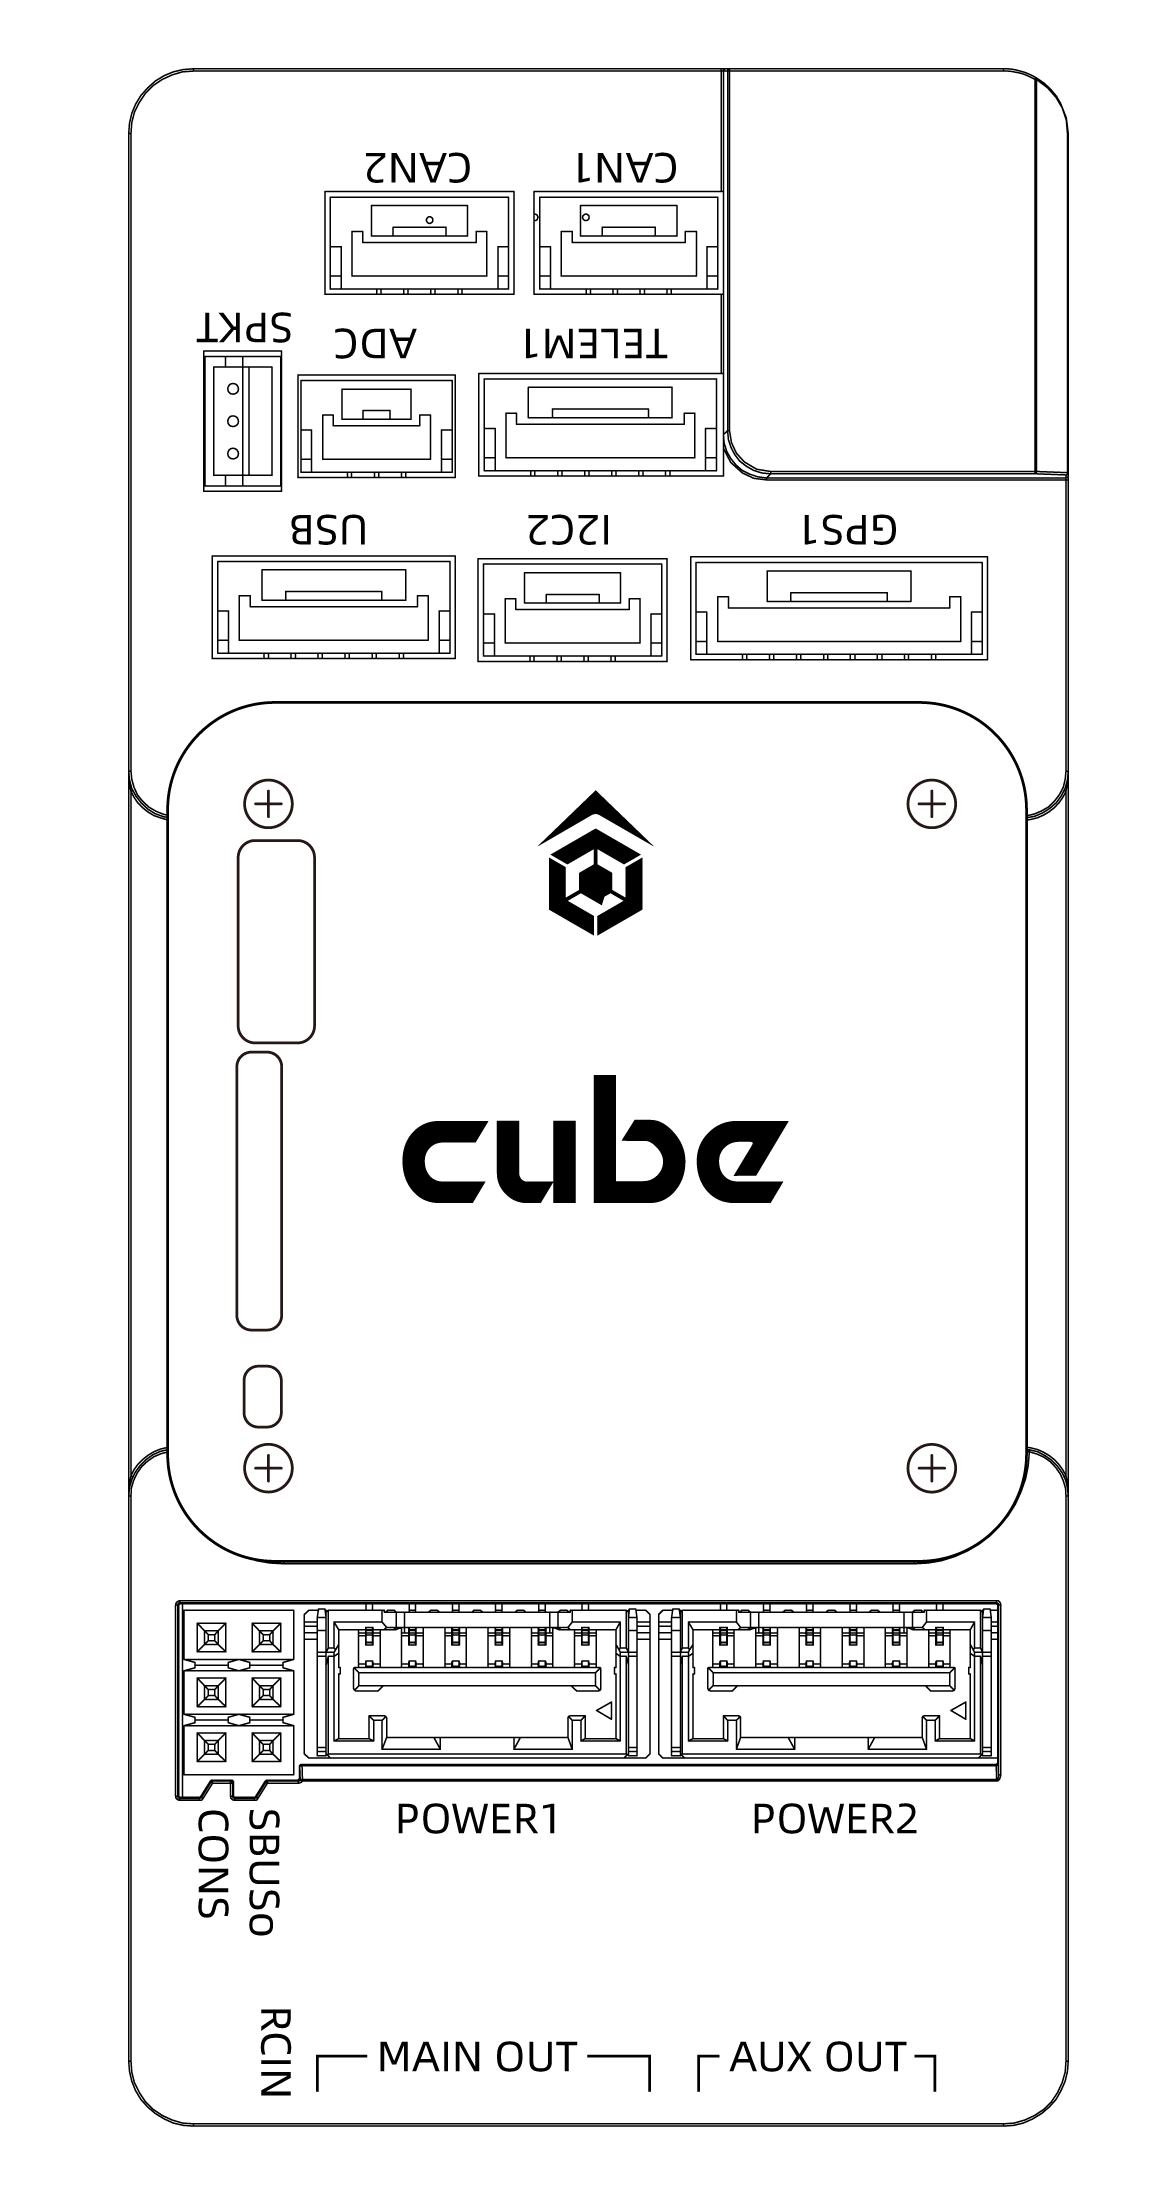 CAN2 CAN1
SPKT ADC TELEM1
USB I2C2 GPS1
cube
CONS SBUSo POWER1 POWER2
RCIN MAIN OUT AUX OUT